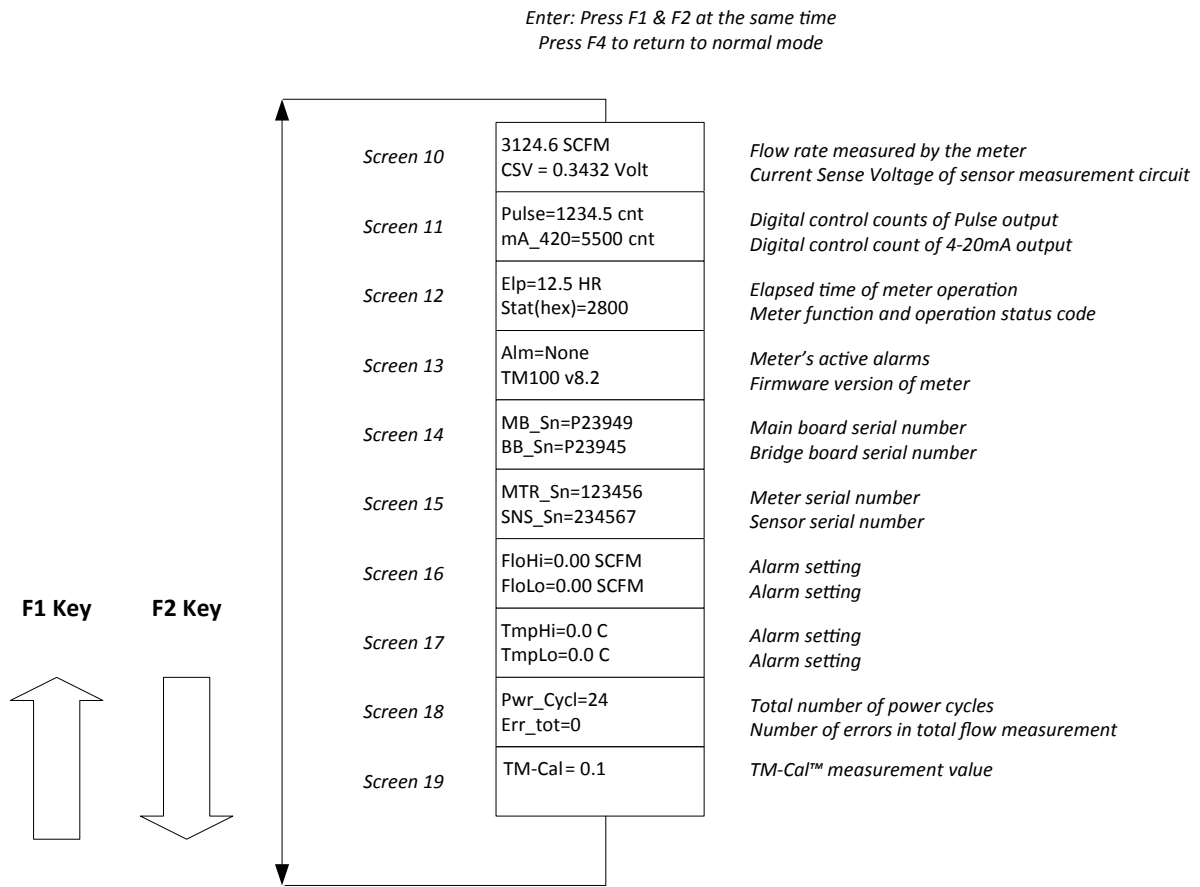 Enter: Press F1 & F2 at the same time
Press F4 to return to normal mode
Screen 10
3124.6 SCFM
CSV = 0.3432 Volt
Flow rate measured by the meter
Current Sense Voltage of sensor measurement circuit
Screen 11
Pulse=1234.5 cnt
mA_420=5500 cnt
Digital control counts of Pulse output
Digital control count of 4-20mA output
Screen 12
Elp=12.5 HR
Stat(hex)=2800
Elapsed time of meter operation
Meter function and operation status code
Screen 13
Alm=None
TM100 v8.2
Meter’s active alarms
Firmware version of meter
Screen 14
MB_Sn=P23949
BB_Sn=P23945
Main board serial number
Bridge board serial number
Screen 15
MTR_Sn=123456
SNS_Sn=234567
Meter serial number
Sensor serial number
Screen 16
FloHi=0.00 SCFM
FloLo=0.00 SCFM
Alarm setting
Alarm setting
F1 Key
F2 Key
Screen 17
TmpHi=0.0 C
TmpLo=0.0 C
Alarm setting
Alarm setting
Screen 18
Pwr_Cycl=24
Err_tot=0
Total number of power cycles
Number of errors in total flow measurement
Screen 19
TM-Cal= 0.1
TM-Cal™ measurement value